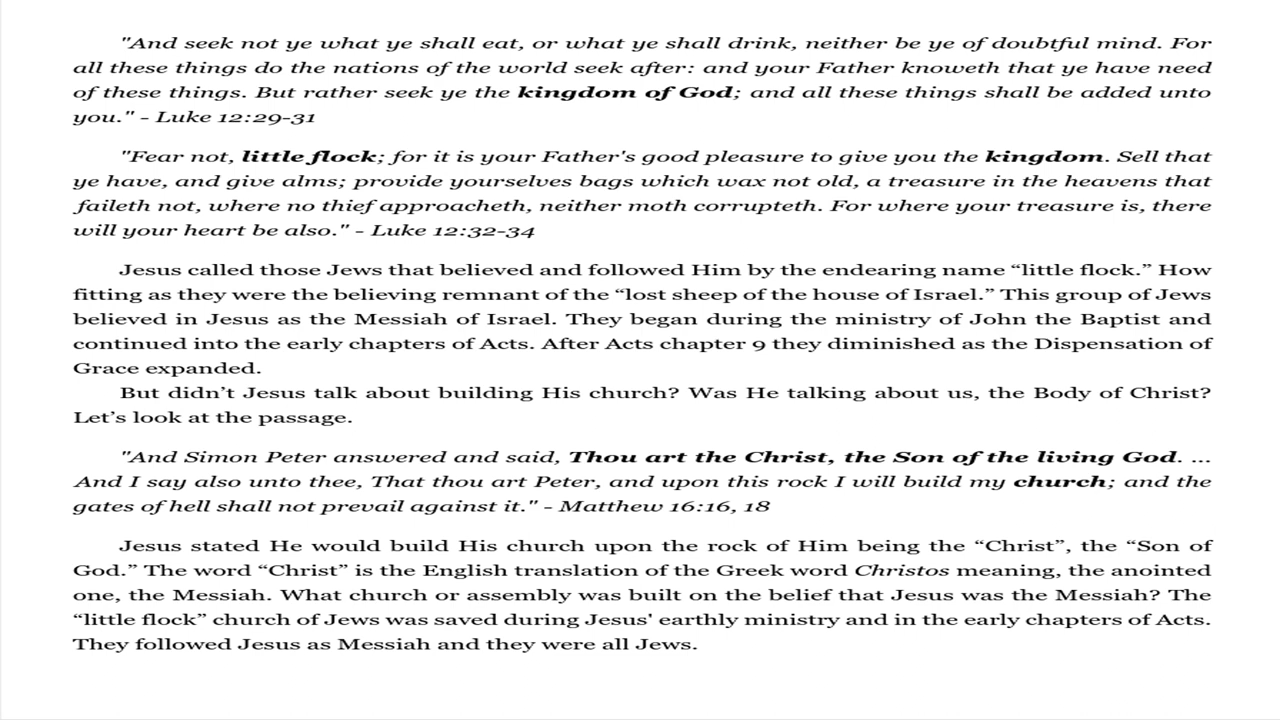 "And seek not ye what ye shall eat, or what ye shall drink, neither be ye of doubtful mind. For
all these things do the nations of the world seek after: and your Father knoweth that ye have need
of these things. But rather seek ye the kingdom of God; and all these things shall be added unto
you." - Luke 12:29-31
"Fear not, little flock; for it is your Father's good pleasure to give you the kingdom. Sell that
ye have, and give alms; provide yourselves bags which wax not old, a treasure in the heavens that
faileth not, where no thief approacheth, neither moth corrupteth. For where your treasure is, there
will your heart be also." - Luke 12:32-34
Jesus called those Jews that believed and followed Him by the endearing name “little flock.” How
fitting as they were the believing remnant of the “lost sheep of the house of Israel.” This group of Jews
believed in Jesus as the Messiah of Israel. They began during the ministry of John the Baptist and
continued into the early chapters of Acts. After Acts chapter 9 they diminished as the Dispensation of
Grace expanded.
But didn’t Jesus talk about building His church? Was He talking about us, the Body of Christ?
Let’s look at the passage.
"And Simon Peter answered and said, Thou art the Christ, the Son of the living God. ...
And I say also unto thee, That thou art Peter, and upon this rock I will build my church; and the
gates of hell shall not prevail against it." - Matthew 16:16, 18
Jesus stated He would build His church upon the rock of Him being the “Christ”, the “Son of
God.” The word “Christ” is the English translation of the Greek word Christos meaning, the anointed
one, the Messiah. What church or assembly was built on the belief that Jesus was the Messiah? The
“little flock” church of Jews was saved during Jesus' earthly ministry and in the early chapters of Acts.
They followed Jesus as Messiah and they were all Jews.